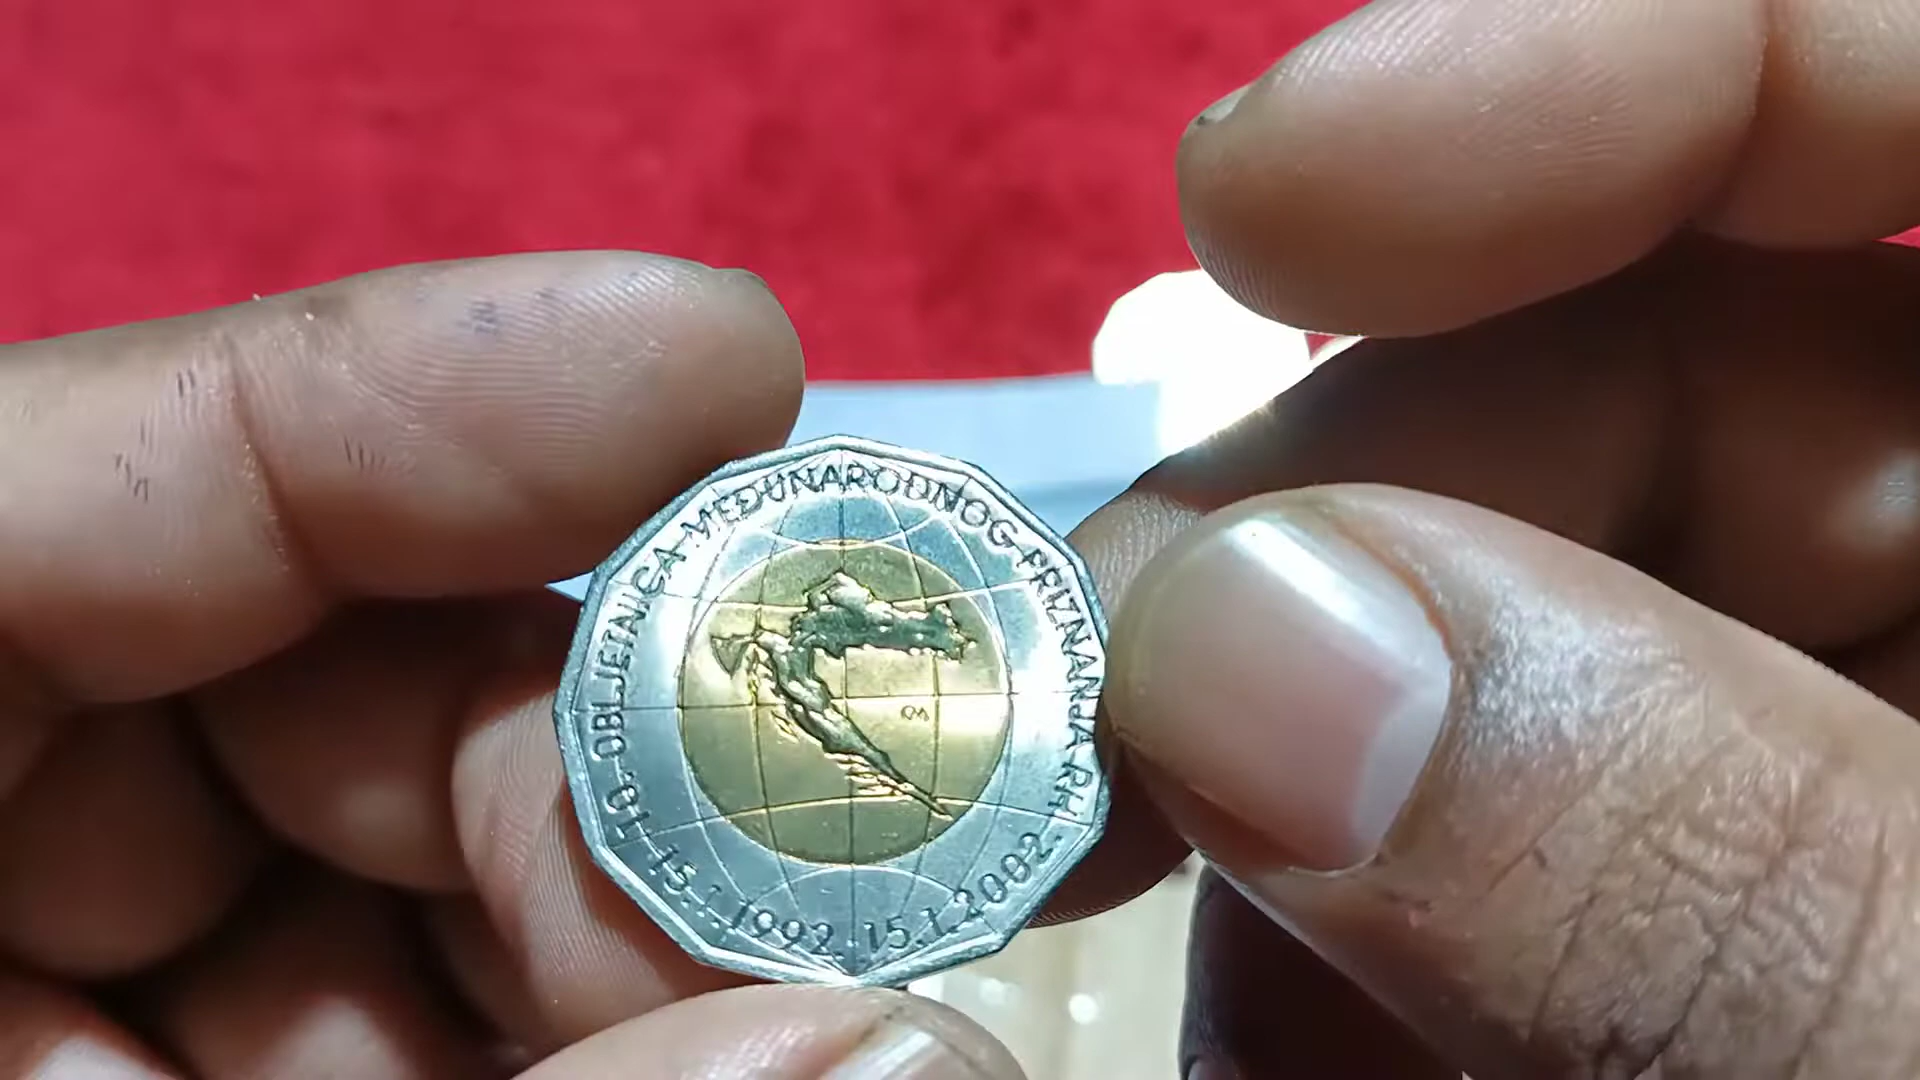 10. OBLJETNICA MEĐUNARODNOG PRIZNANJA RH
15.1.1992. 15.1.2002.